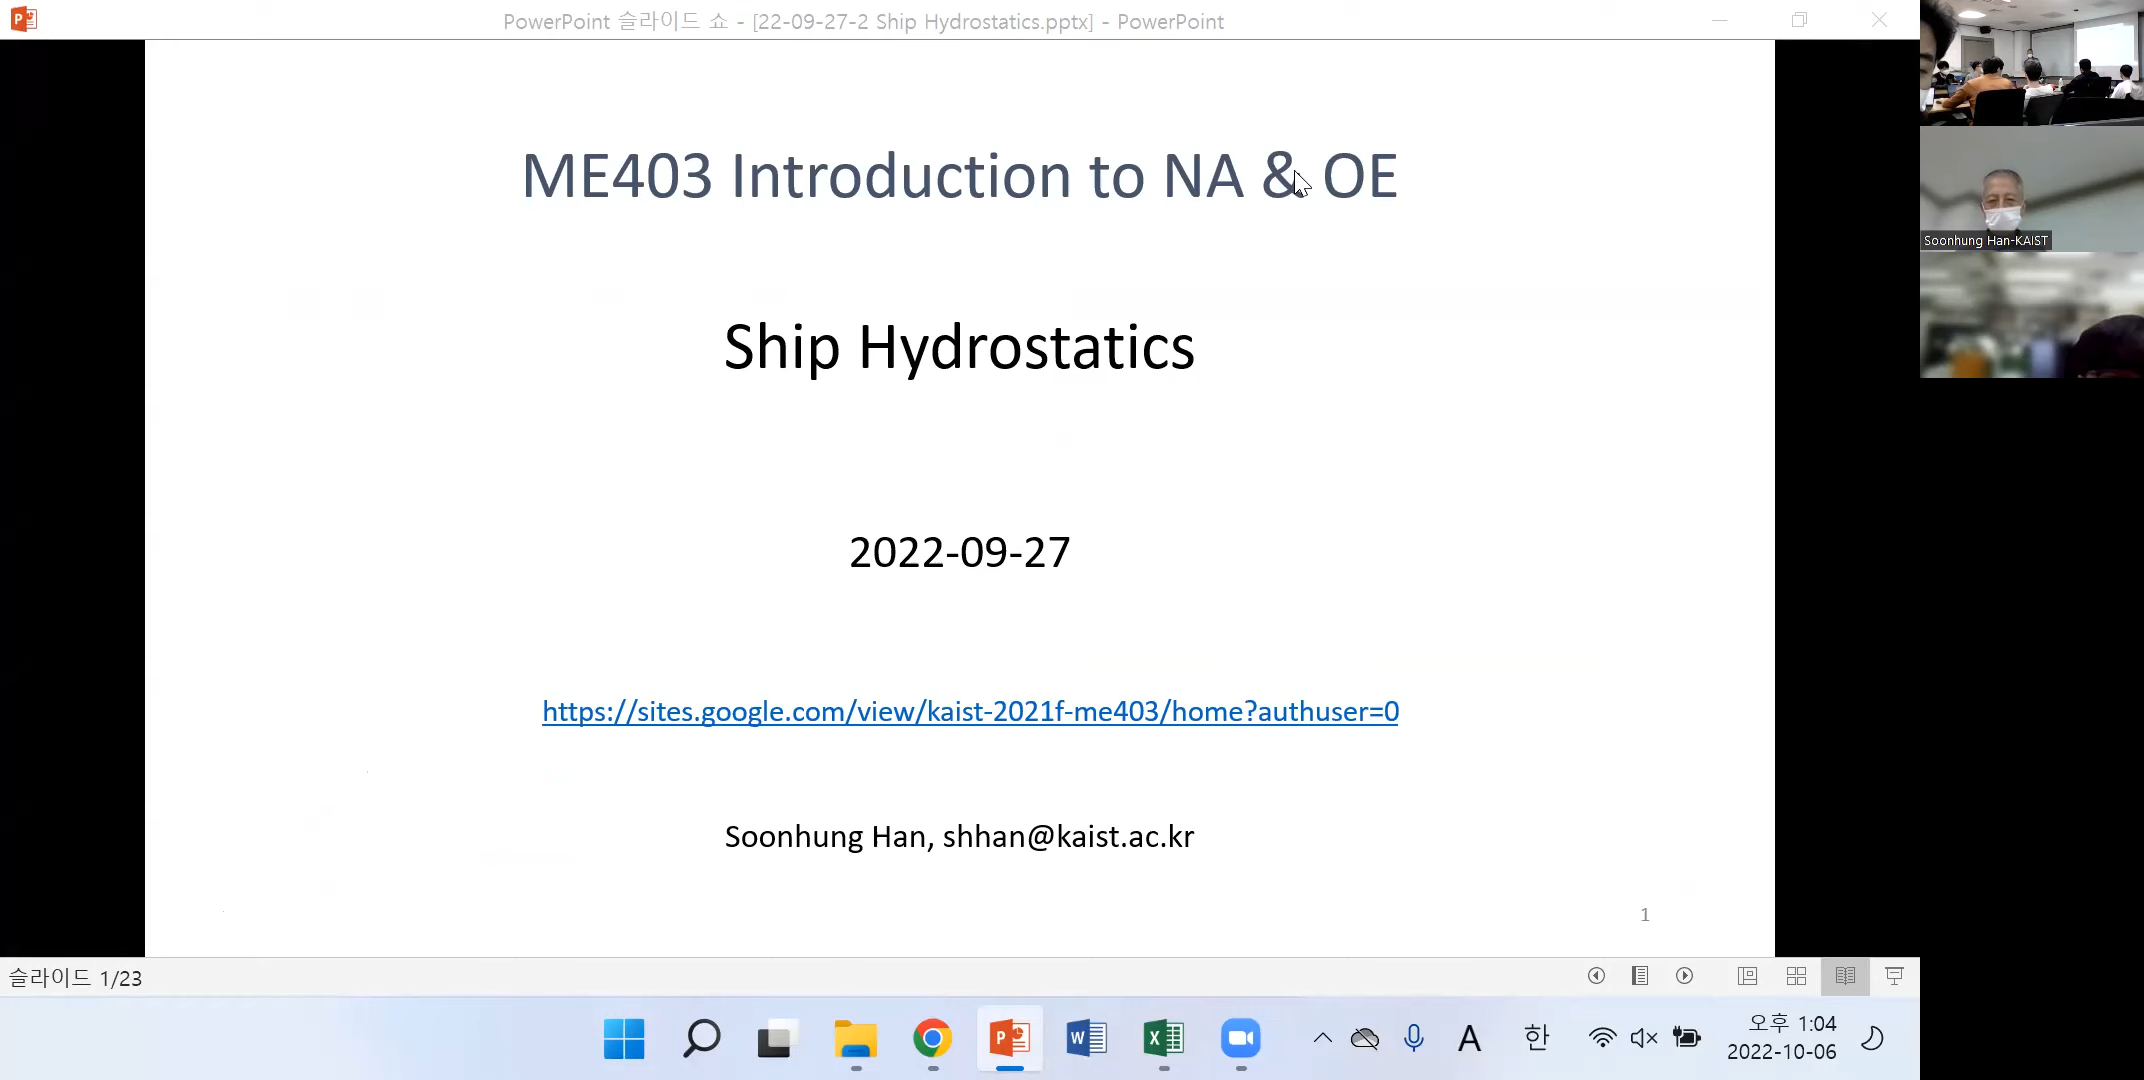 PowerPoint 슬라이드 쇼 - [22-09-27-2 Ship Hydrostatics.pptx] - PowerPoint
ME403 Introduction to NA & OE
Ship Hydrostatics
2022-09-27
https://sites.google.com/view/kaist-2021f-me403/home?authuser=0
Soonhung Han, shhan@kaist.ac.kr
1
Soonhung Han-KAIST
슬라이드 1/23
A 한
오후 1:04
2022-10-06